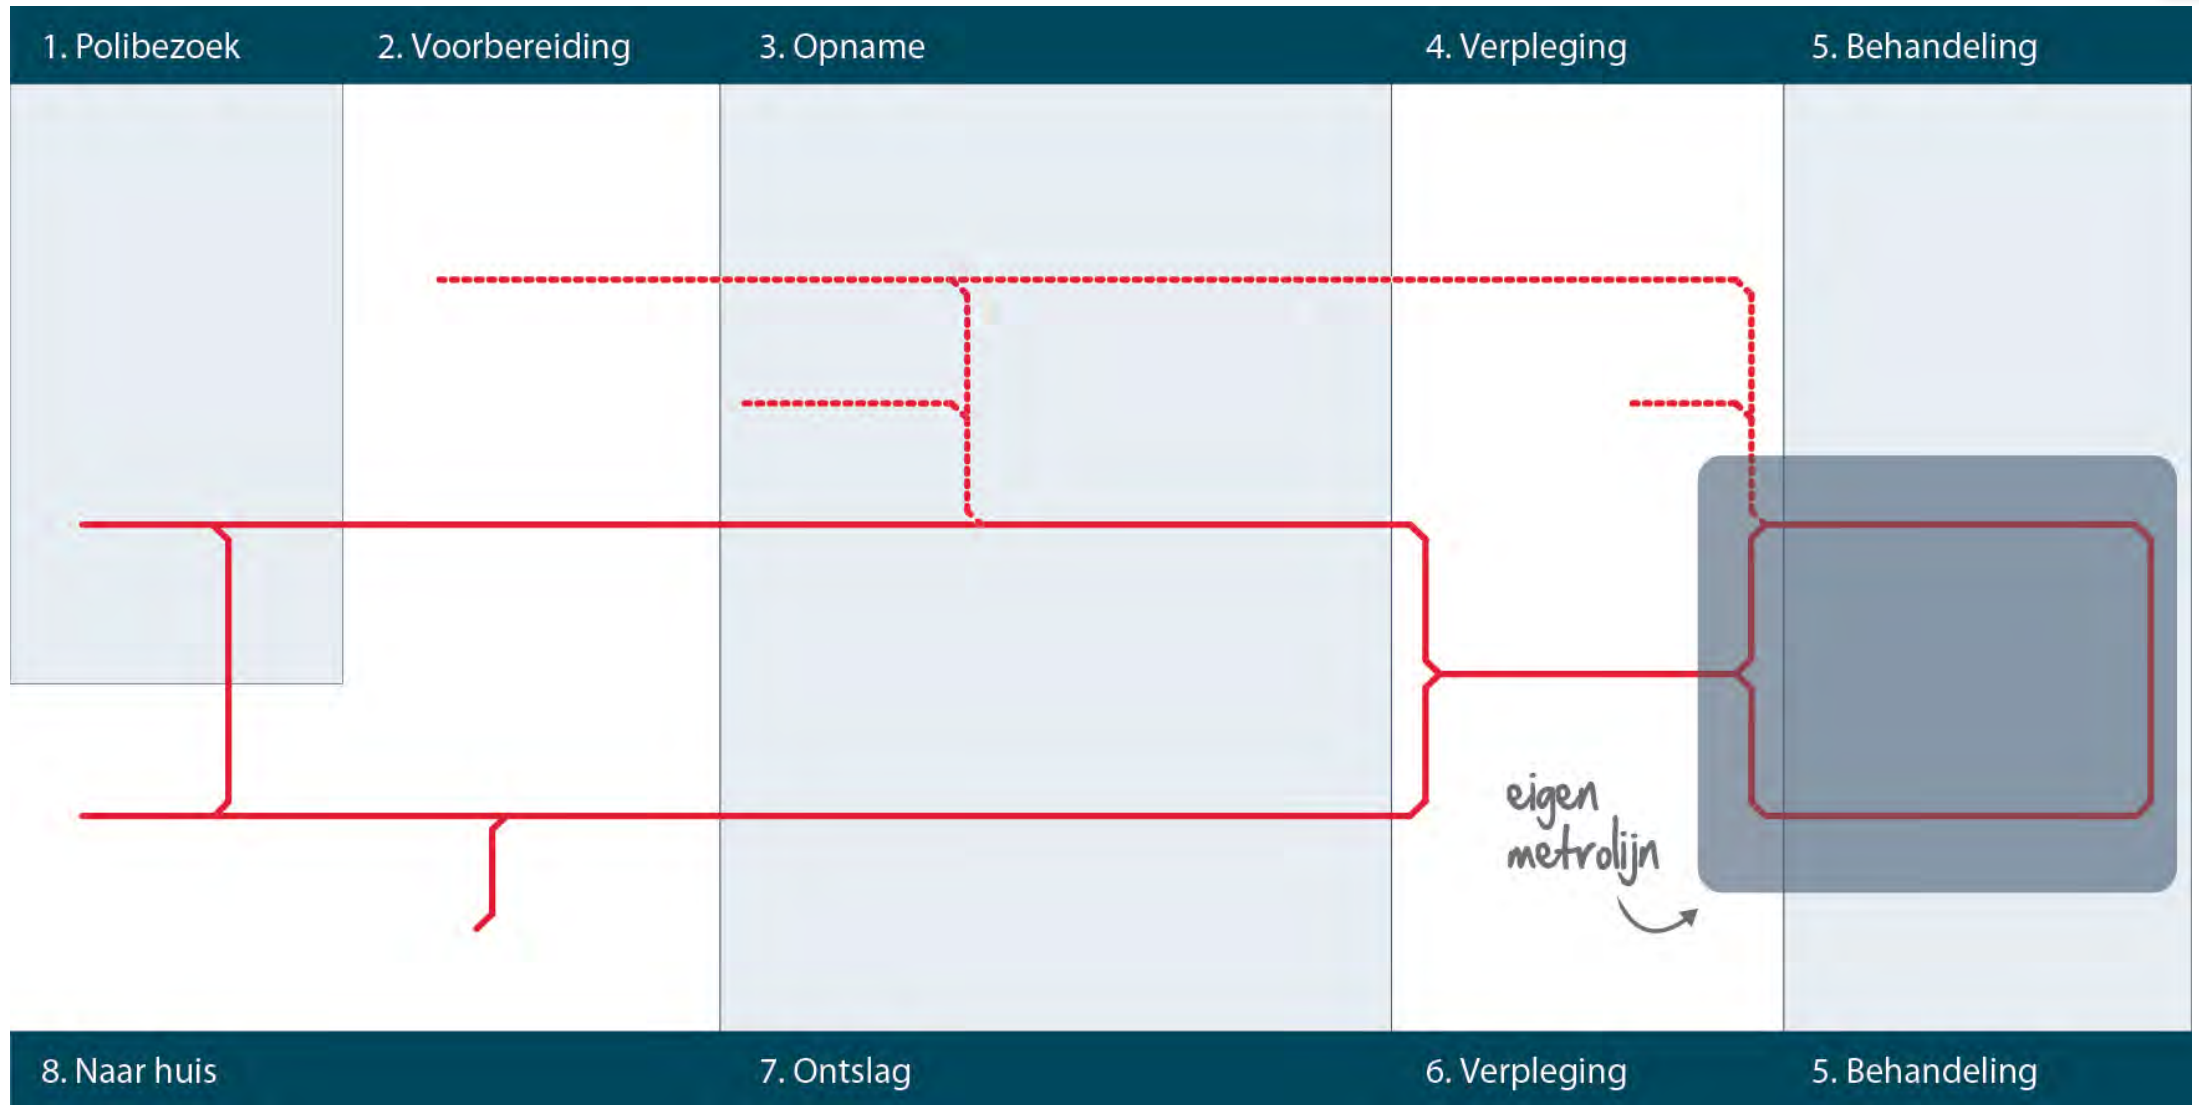 1. Polibezoek
2. Voorbereiding
3. Opname
4. Verpleging
5. Behandeling
eigen
metrolijn
8. Naar huis
7. Ontslag
6. Verpleging
5. Behandeling